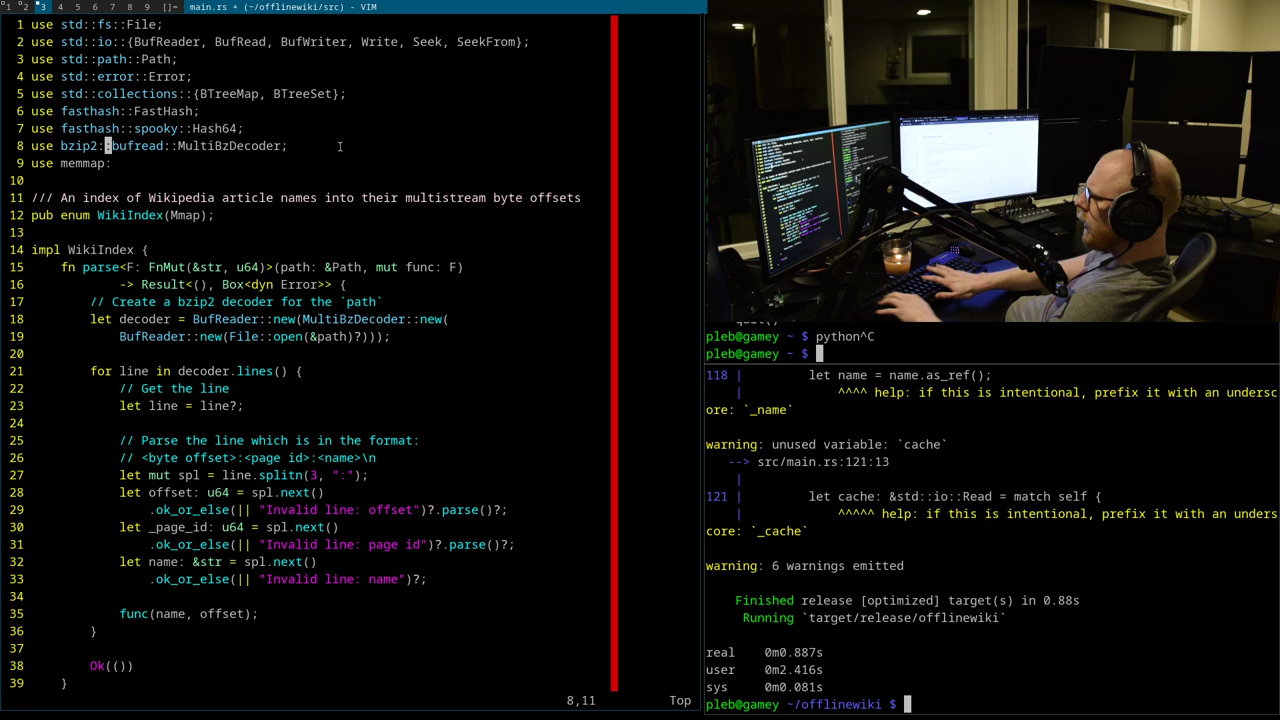 1 2 3 4 5 6 7 8 9 []= main.rs + (~/offlinewiki/src) - VIM
1 use std::fs::File;
2 use std::io::{BufReader, BufRead, BufWriter, Write, Seek, SeekFrom};
3 use std::path::Path;
4 use std::error::Error;
5 use std::collections::{BTreeMap, BTreeSet};
6 use fasthash::FastHash;
7 use fasthash::spooky::Hash64;
8 use bzip2::bufread::MultiBzDecoder;
9 use memmap:
10
11 /// An index of Wikipedia article names into their multistream byte offsets
12 pub enum WikiIndex(Mmap);
13
14 impl WikiIndex {
15 fn parse<F: FnMut(&str, u64)>(path: &Path, mut func: F)
16 -> Result<(), Box<dyn Error>> {
17 // Create a bzip2 decoder for the `path`
18 let decoder = BufReader::new(MultiBzDecoder::new(
19 BufReader::new(File::open(&path)?)));
20
21 for line in decoder.lines() {
22 // Get the line
23 let line = line?;
24
25 // Parse the line which is in the format:
26 // <byte offset>:<page id>:<name>\n
27 let mut spl = line.splitn(3, ":");
28 let offset: u64 = spl.next()
29 .ok_or_else(|| "Invalid line: offset")?.parse()?;
30 let _page_id: u64 = spl.next()
31 .ok_or_else(|| "Invalid line: page id")?.parse()?;
32 let name: &str = spl.next()
33 .ok_or_else(|| "Invalid line: name")?;
34
35 func(name, offset);
36 }
37
38 Ok(())
39 }
8,11 Top
pleb@gamey ~ $ python^C
pleb@gamey ~ $
118 | let name = name.as_ref();
| ^^^^ help: if this is intentional, prefix it with an undersc
ore: `_name`
warning: unused variable: `cache`
--> src/main.rs:121:13
|
121 | let cache: &std::io::Read = match self {
| ^^^^^ help: if this is intentional, prefix it with an unders
core: `_cache`
warning: 6 warnings emitted
Finished release [optimized] target(s) in 0.88s
Running `target/release/offlinewiki`
real 0m0.887s
user 0m2.416s
sys 0m0.081s
pleb@gamey ~/offlinewiki $